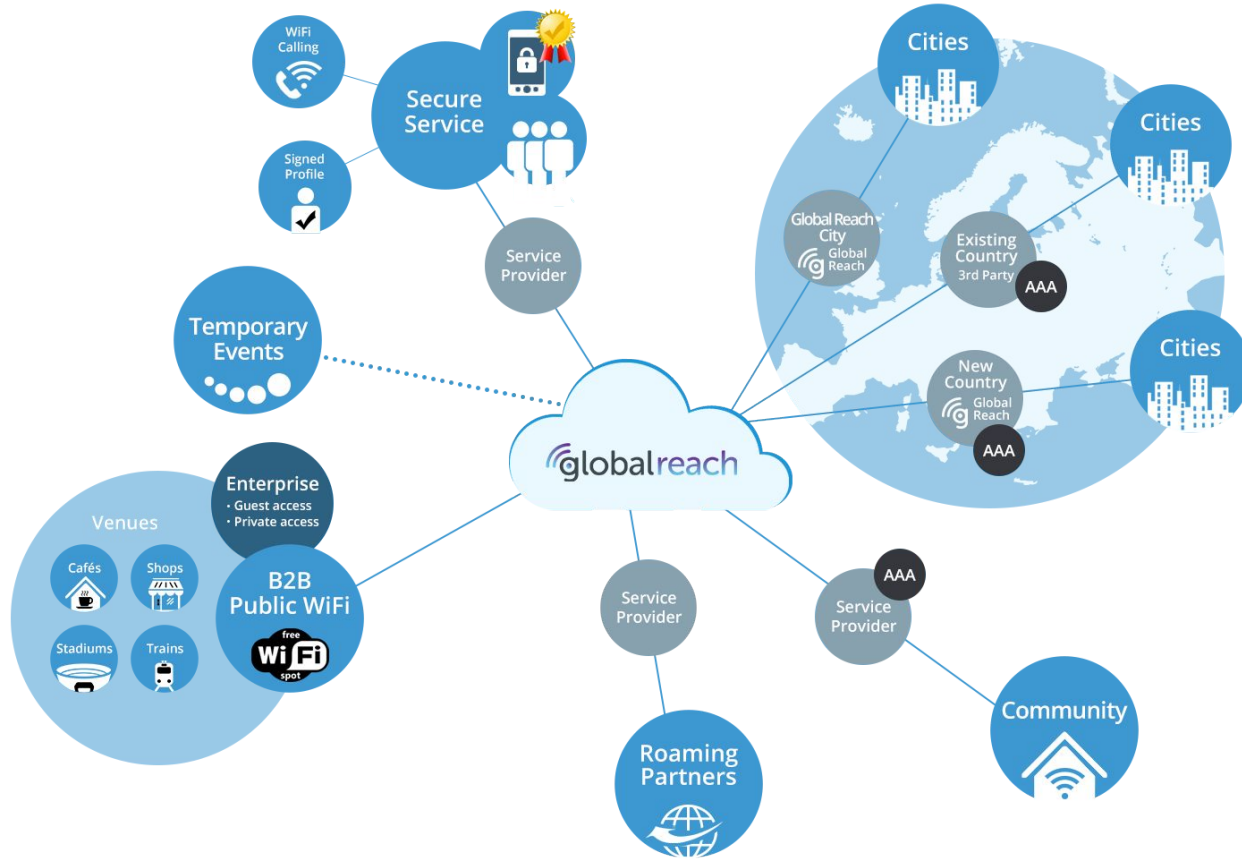 WiFi
Calling
Secure
Service
Signed
Profile
Service
Provider
Temporary
Events
Cities
Cities
Cities
Global Reach
City
Global
Reach
Existing
Country
3rd Party
AAA
New
Country
Global
Reach
AAA
globalreach
Enterprise
· Guest access
· Private access
Venues
Cafés
Shops
Stadiums
Trains
B2B
Public WiFi
free
Wi Fi
spot
Service
Provider
Roaming
Partners
AAA
Service
Provider
Community